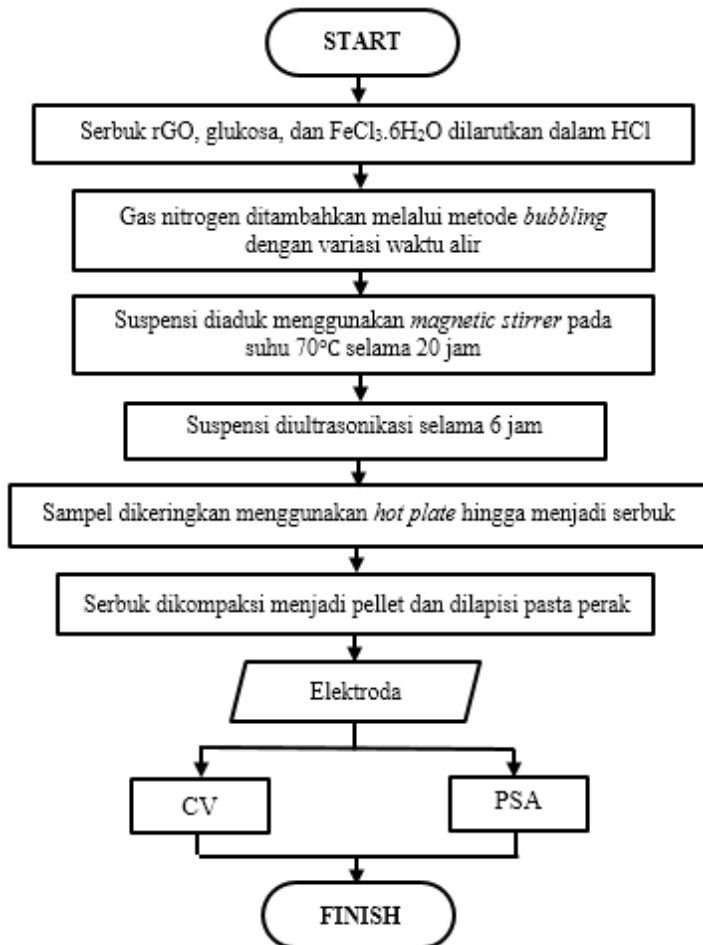 START
Serbuk rGO, glukosa, dan FeCl₃.6H₂O dilarutkan dalam HCl
Gas nitrogen ditambahkan melalui metode bubbling
dengan variasi waktu alir
Suspensi diaduk menggunakan magnetic stirrer pada
suhu 70℃ selama 20 jam
Suspensi diultrasonikasi selama 6 jam
Sampel dikeringkan menggunakan hot plate hingga menjadi serbuk
Serbuk dikompaksi menjadi pellet dan dilapisi pasta perak
Elektroda
CV
PSA
FINISH